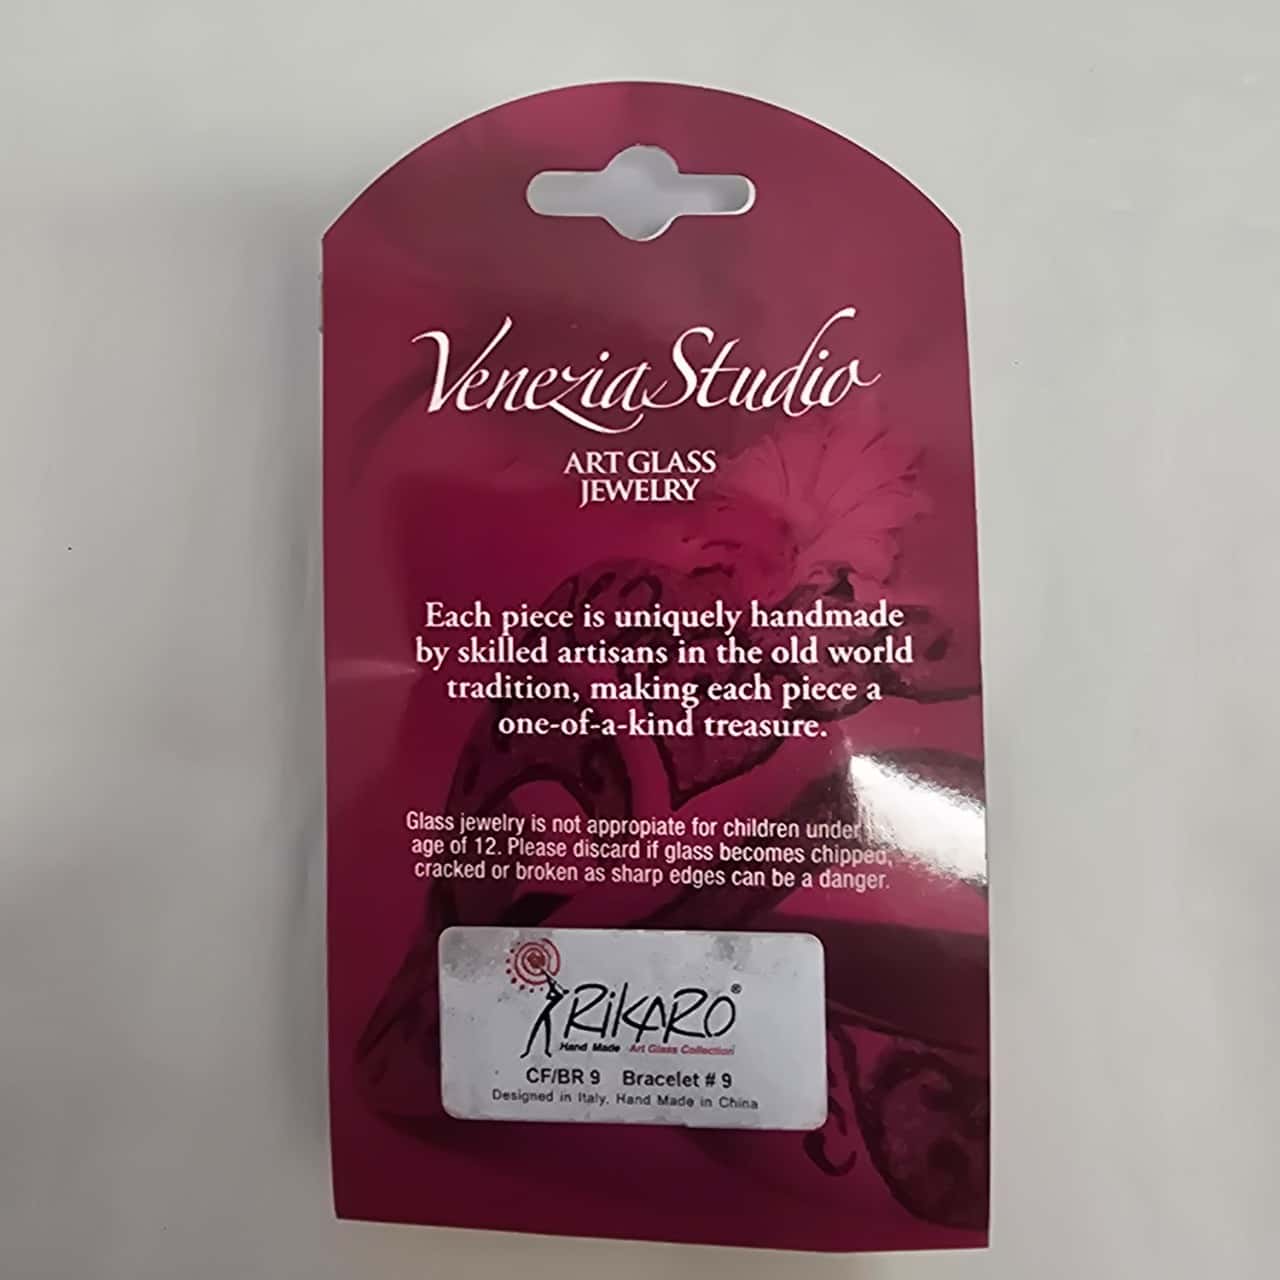 Venezia Studio
ART GLASS
JEWELRY
Each piece is uniquely handmade
by skilled artisans in the old world
tradition, making each piece a
one-of-a-kind treasure.
Glass jewelry is not appropiate for children under
age of 12. Please discard if glass becomes chipped,
cracked or broken as sharp edges can be a danger.
RiKARO®
Hand Made Art Glass Collection
CF/BR 9 Bracelet # 9
Designed in Italy. Hand Made in China